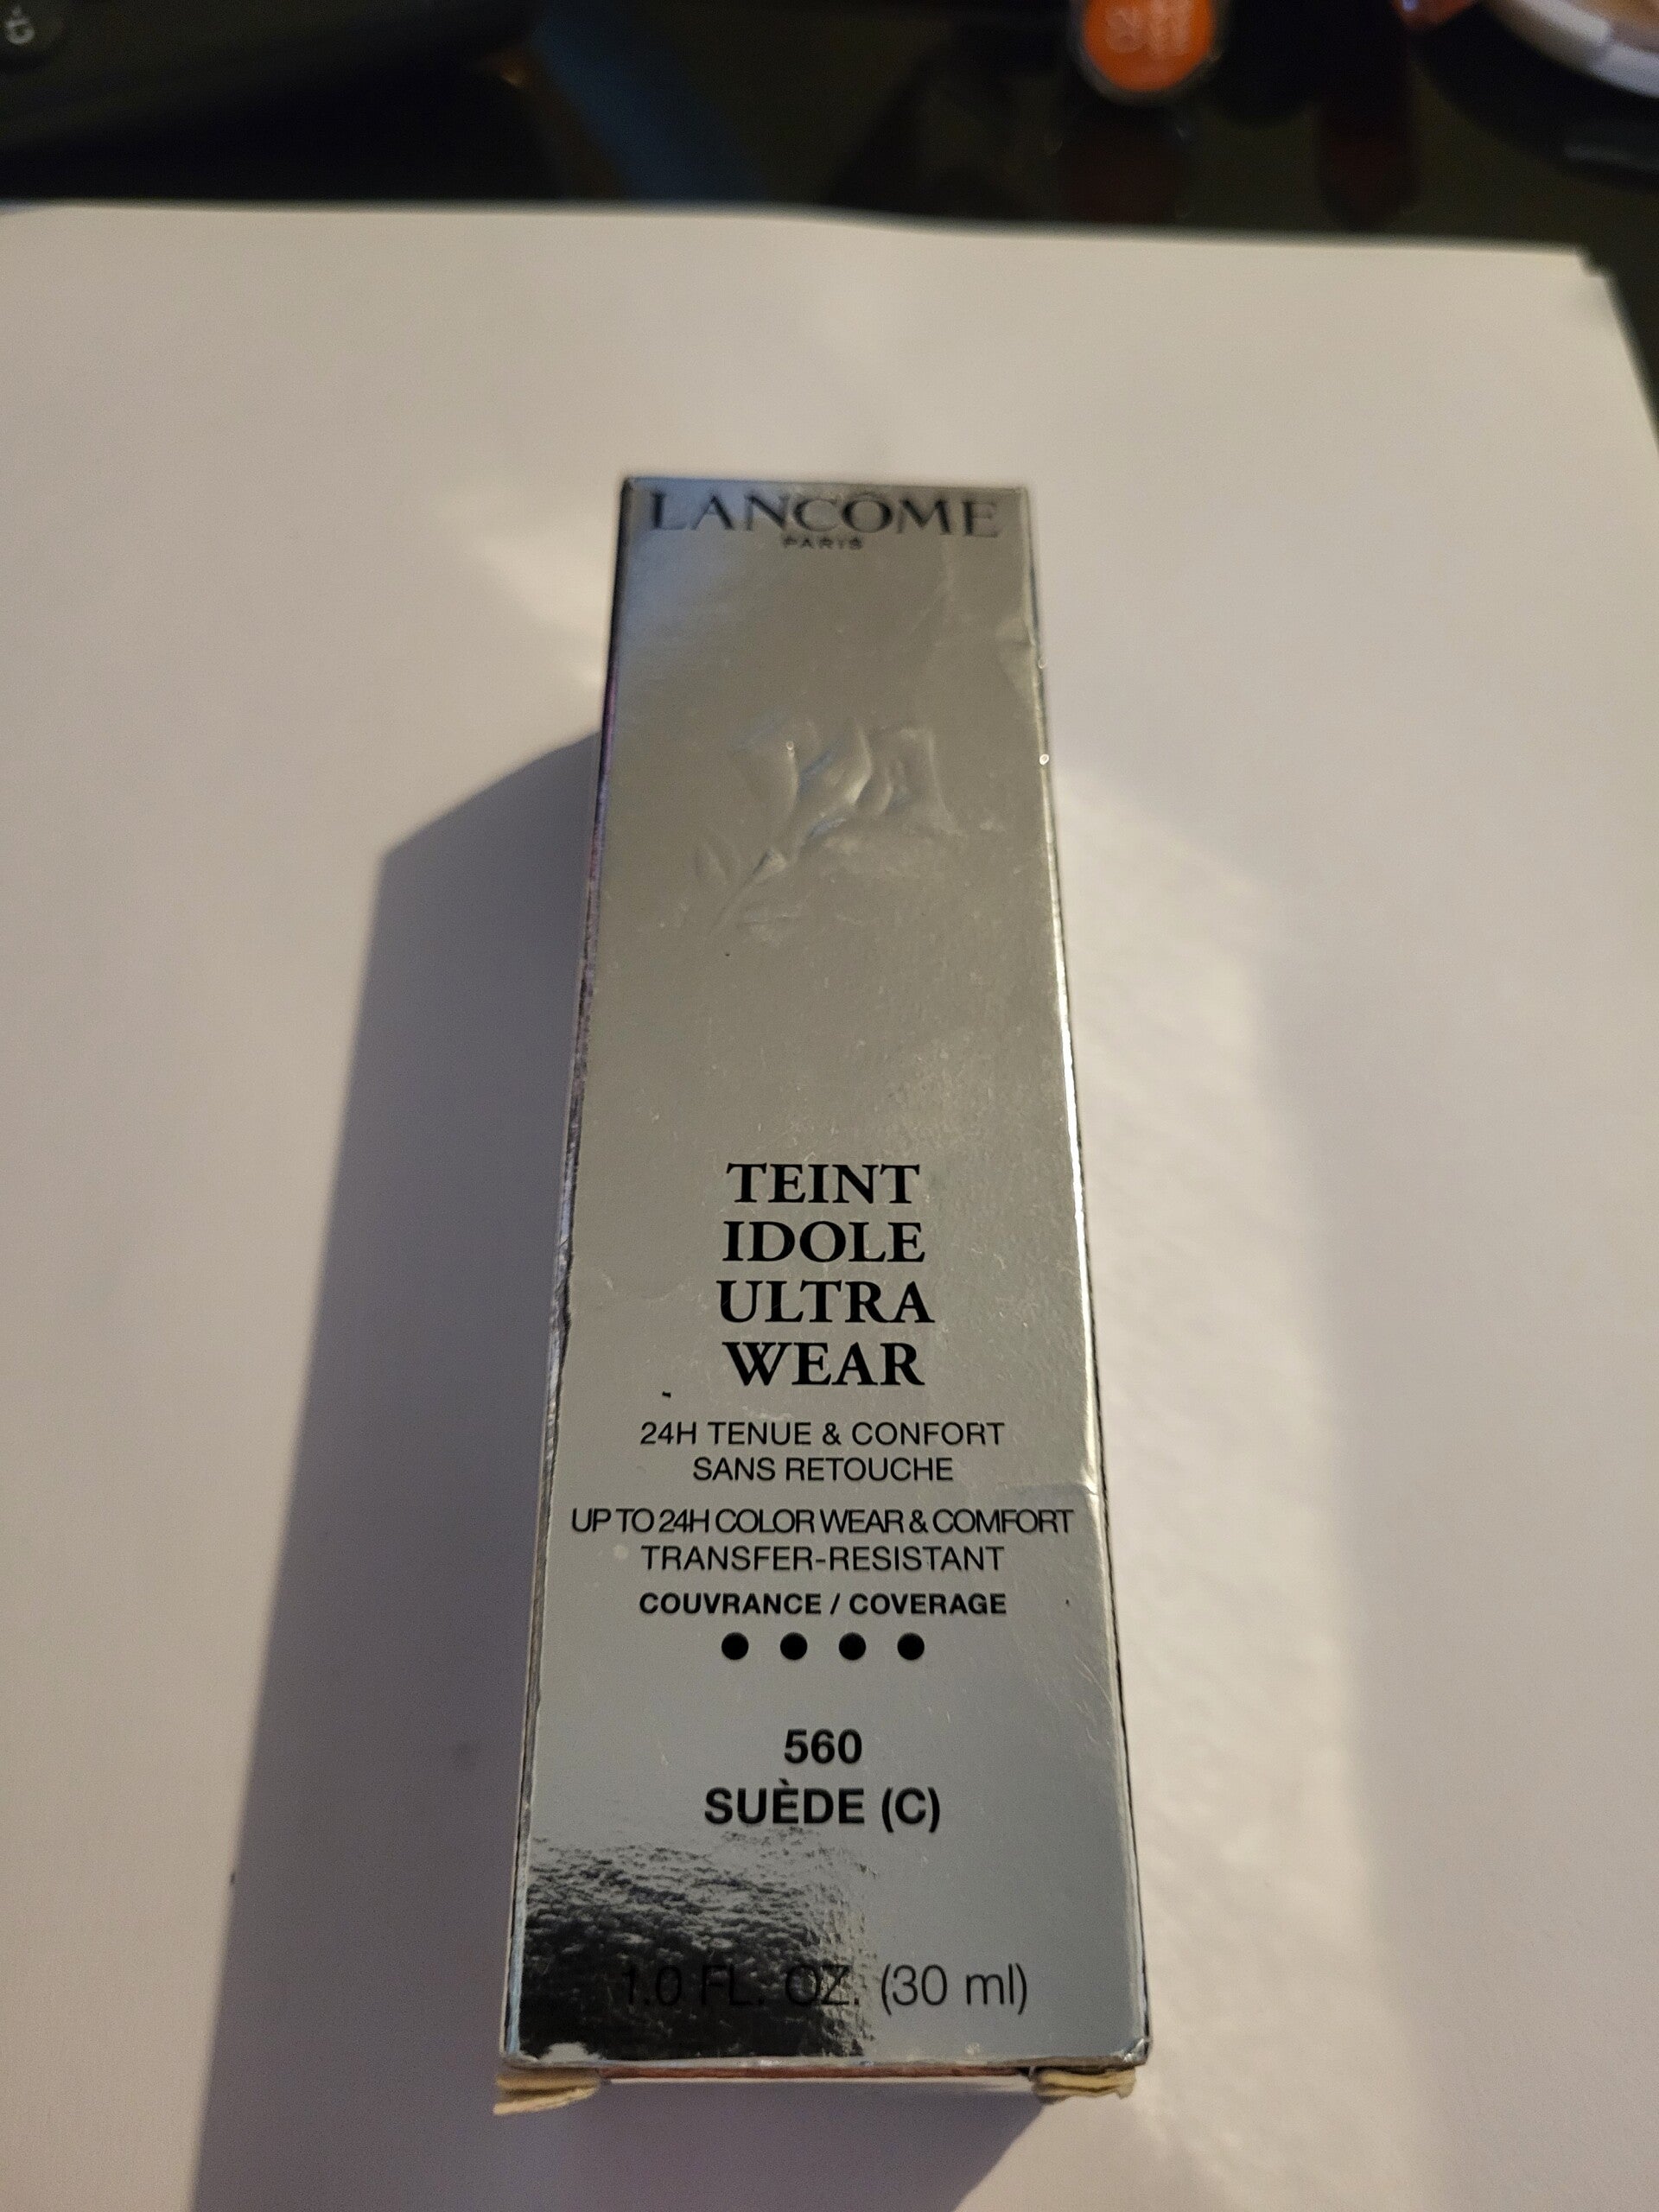 LANCÔME
PARIS
TEINT
IDOLE
ULTRA
WEAR
24H TENUE & CONFORT
SANS RETOUCHE
UP TO 24H COLOR WEAR & COMFORT
TRANSFER-RESISTANT
COUVRANCE / COVERAGE
560
SUÈDE (C)
1.0 FL. OZ. (30 ml)